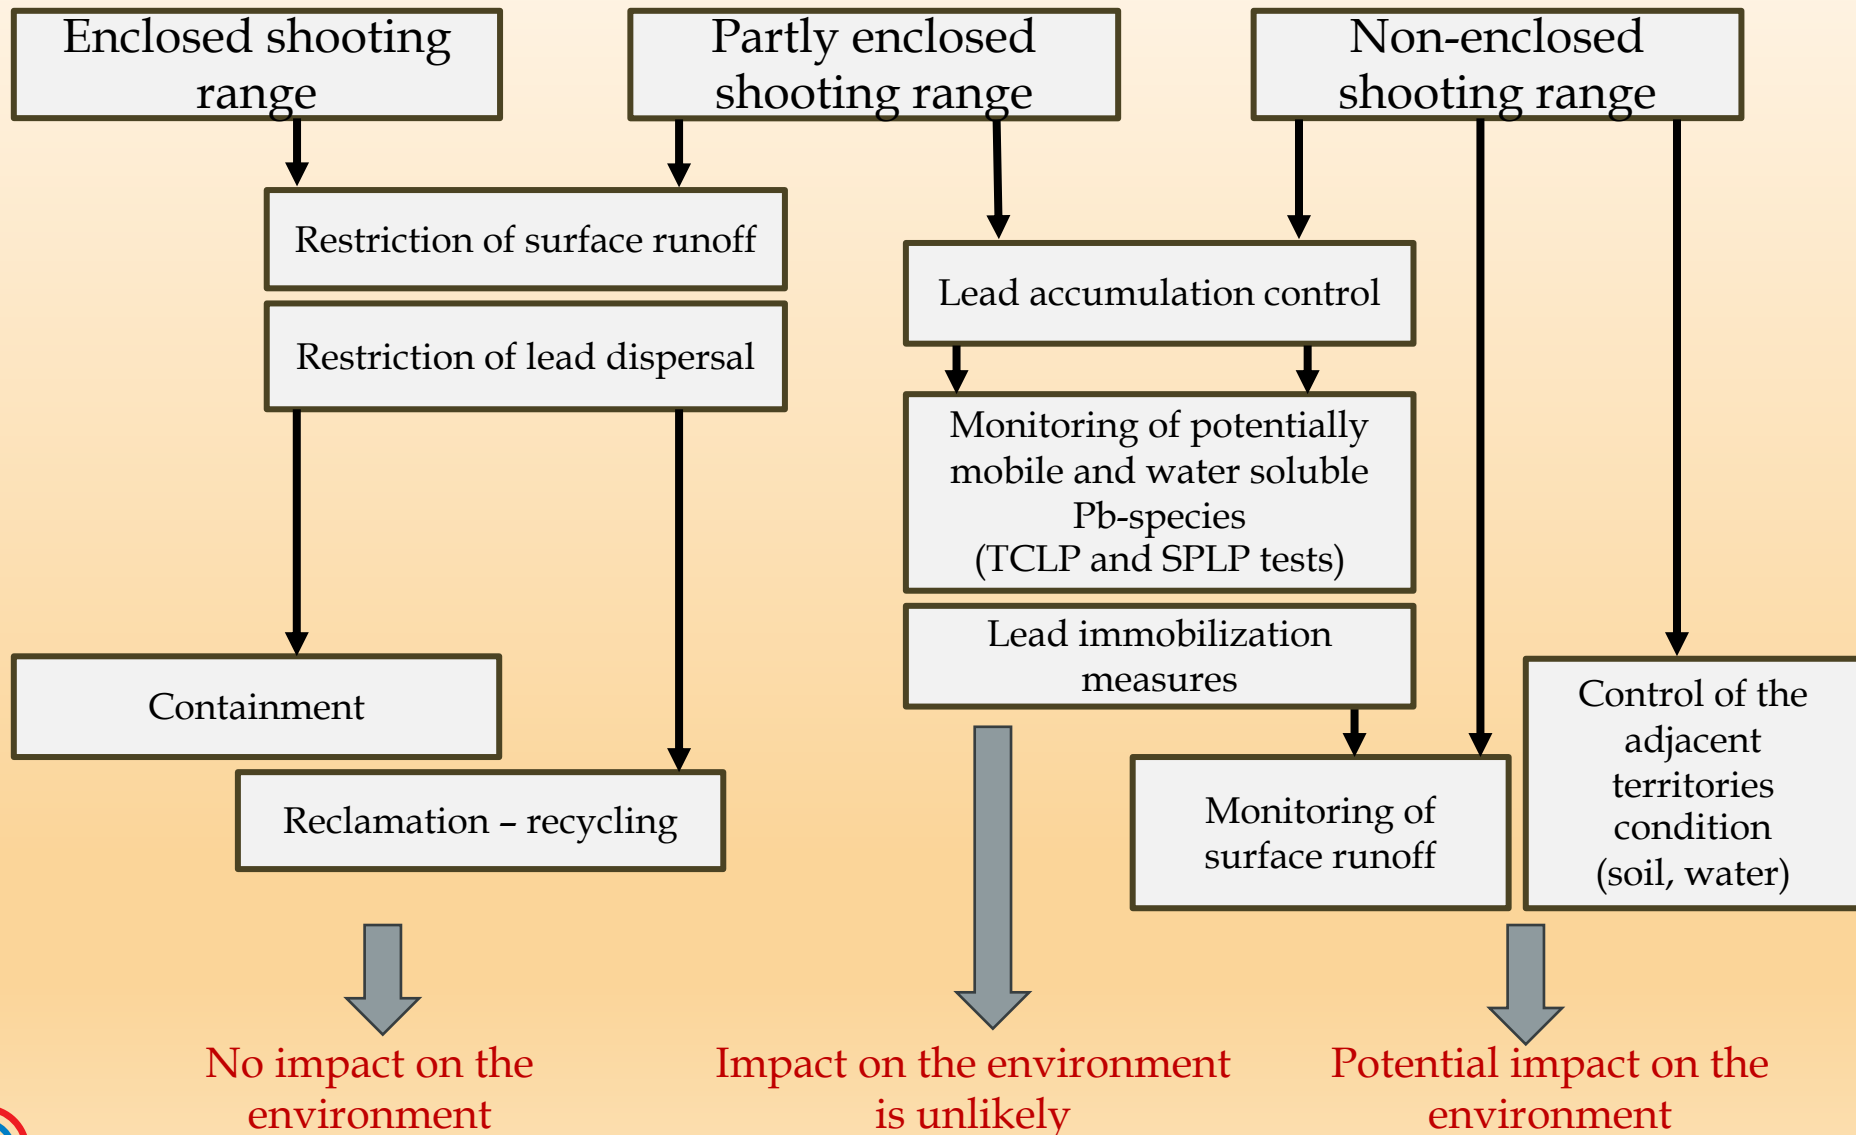 Enclosed shooting
range
Partly enclosed
shooting range
Non-enclosed
shooting range
Restriction of surface runoff
Restriction of lead dispersal
Lead accumulation control
Monitoring of potentially
mobile and water soluble
Pb-species
(TCLP and SPLP tests)
Lead immobilization
measures
Containment
Reclamation – recycling
Monitoring of
surface runoff
Control of the
adjacent
territories
condition
(soil, water)
No impact on the
environment
Impact on the environment
is unlikely
Potential impact on the
environment